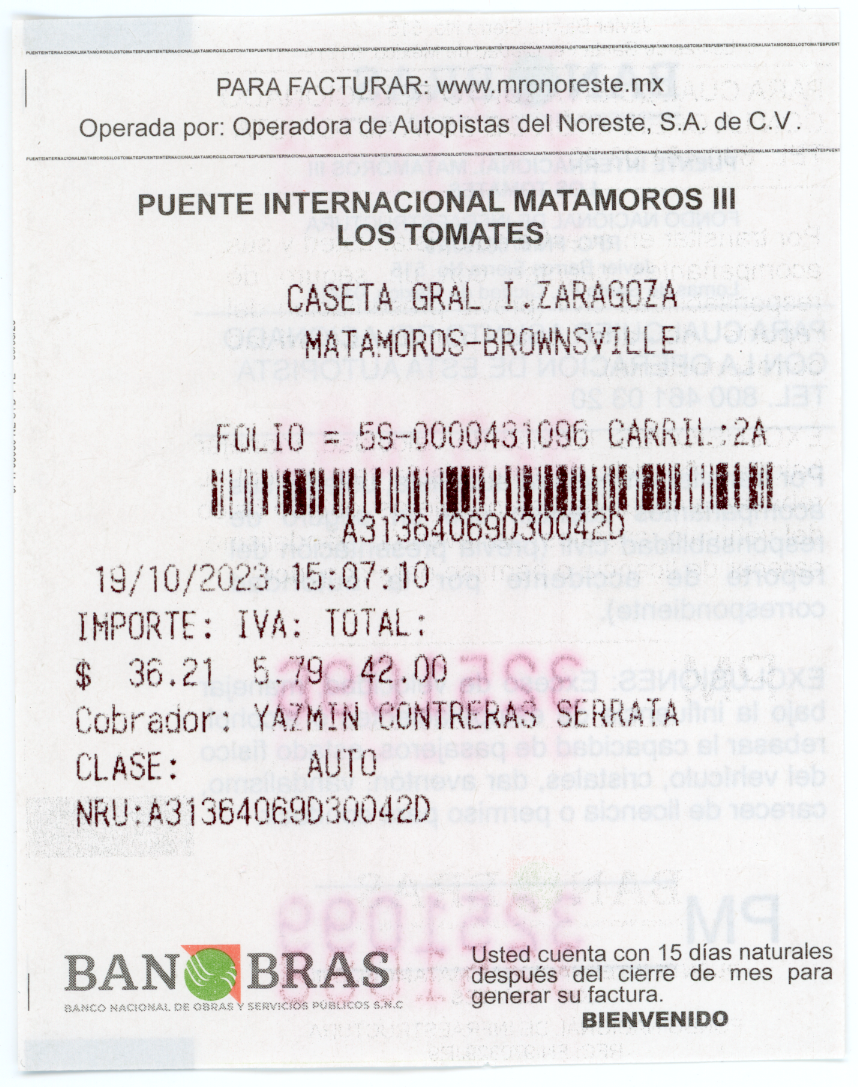 PARA FACTURAR: www.mronoreste.mx
Operada por: Operadora de Autopistas del Noreste, S.A. de C.V.
PUENTE INTERNACIONAL MATAMOROS III
LOS TOMATES
CASETA GRAL I.ZARAGOZA
MATAMOROS-BROWNSVILLE
FOLIO = 59-0000431096 CARRIL:2A
A31364069D30042D
19/10/2023 15:07:10
IMPORTE: IVA: TOTAL:
$ 36.21 5.79 42.00
Cobrador: YAZMIN CONTRERAS SERRATA
CLASE: AUTO
NRU:A31364069D30042D
BANOBRAS
BANCO NACIONAL DE OBRAS Y SERVICIOS PÚBLICOS S.N.C
Usted cuenta con 15 días naturales
después del cierre de mes para
generar su factura.
BIENVENIDO